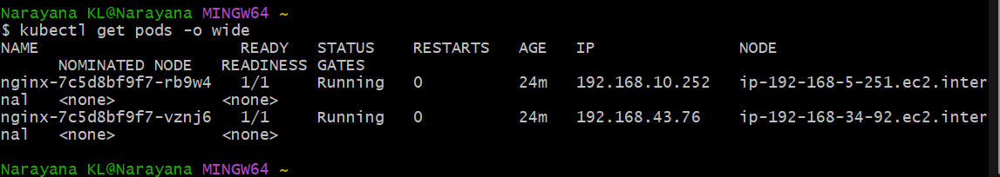 Narayana KL@Narayana MINGW64 ~
$ kubectl get pods -o wide
NAME                     READY   STATUS    RESTARTS   AGE   IP               NODE
      NOMINATED NODE   READINESS GATES
nginx-7c5d8bf9f7-rb9w4   1/1     Running   0          24m   192.168.10.252   ip-192-168-5-251.ec2.inter
nal   <none>           <none>
nginx-7c5d8bf9f7-vznj6   1/1     Running   0          24m   192.168.43.76    ip-192-168-34-92.ec2.inter
nal   <none>           <none>
Narayana KL@Narayana MINGW64 ~